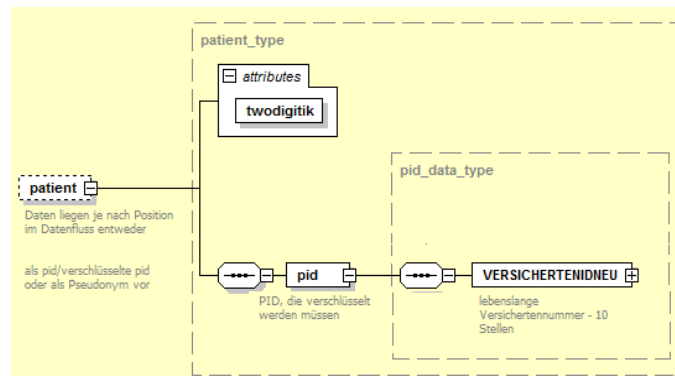 patient_type
attributes
twodigitik
pid_data_type
patient
Daten liegen je nach Position
im Datenfluss entweder
als pid/verschlüsselte pid
oder als Pseudonym vor
pid
PID, die verschlüsselt
werden müssen
VERSICHERTENIDNEU
lebenslange
Versichertennummer - 10
Stellen